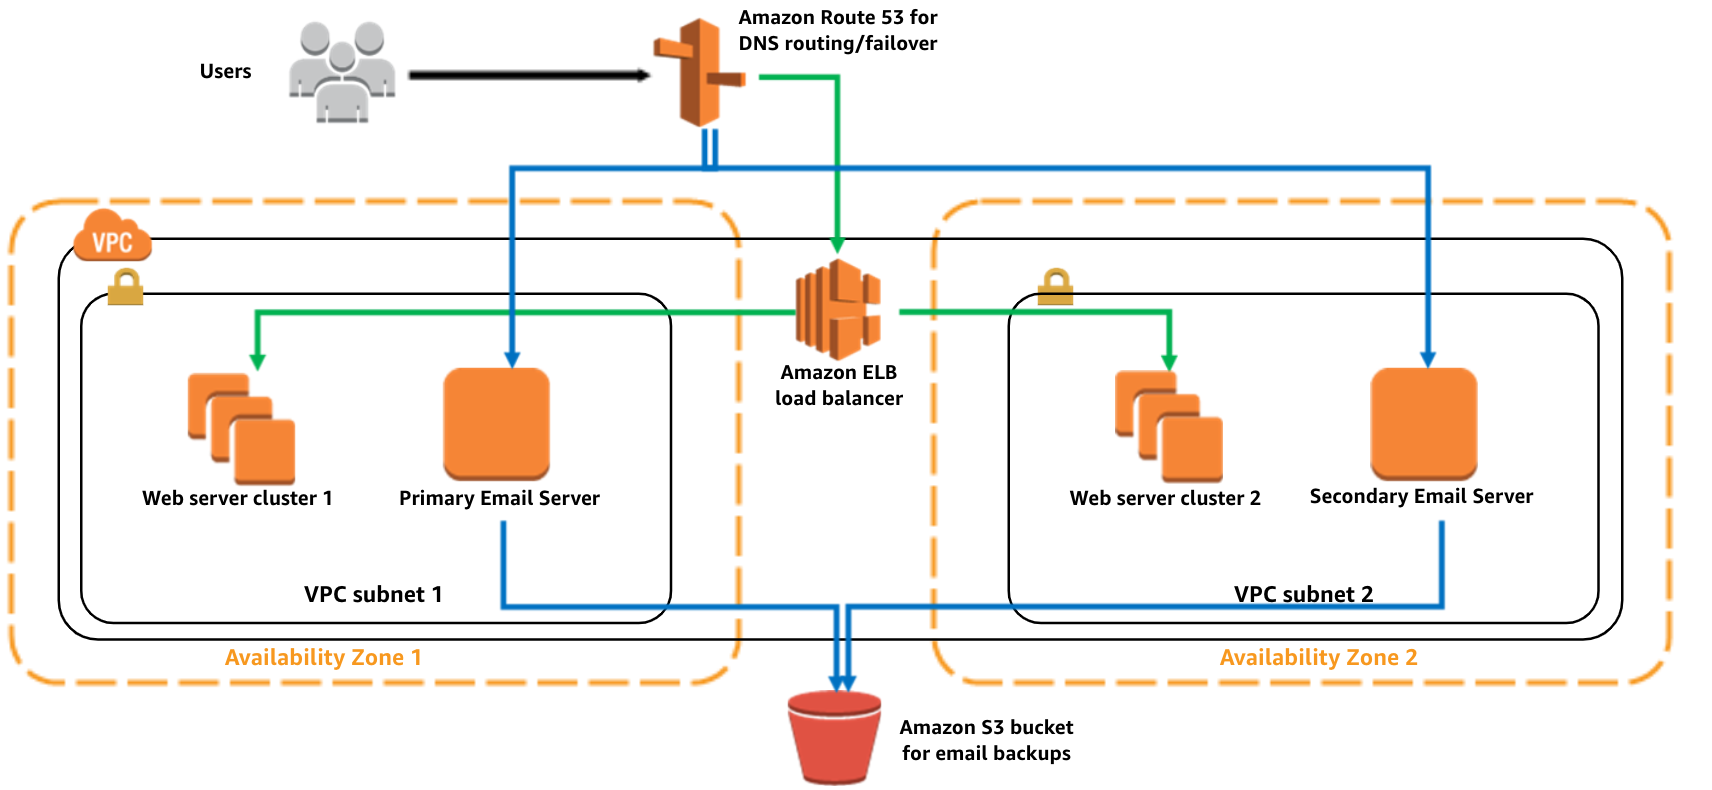 Amazon Route 53 for
DNS routing/failover
Users
VPC
Amazon ELB
load balancer
Web server cluster 1
Primary Email Server
Web server cluster 2
Secondary Email Server
VPC subnet 1
VPC subnet 2
Availability Zone 1
Availability Zone 2
Amazon S3 bucket
for email backups